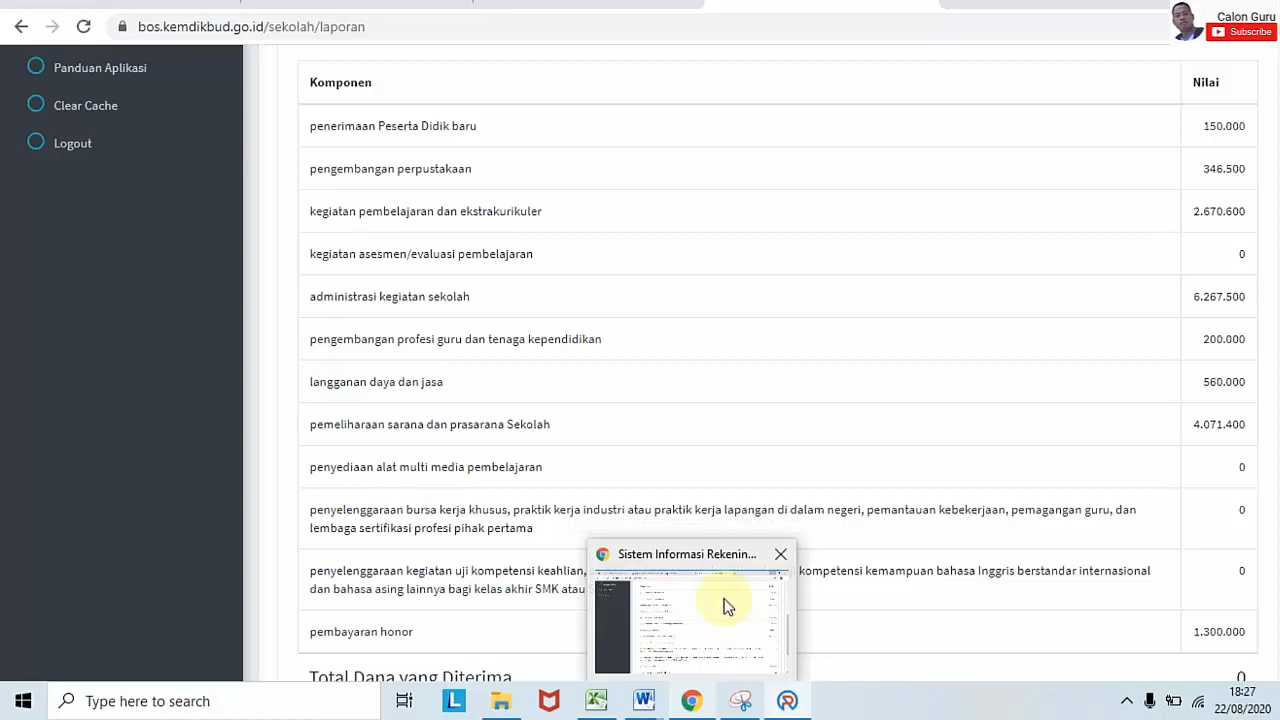 bos.kemdikbud.go.id/sekolah/laporan
Calon Guru
Subscribe
Panduan Aplikasi
Clear Cache
Logout
Komponen Nilai
penerimaan Peserta Didik baru 150.000
pengembangan perpustakaan 346.500
kegiatan pembelajaran dan ekstrakurikuler 2.670.600
kegiatan asesmen/evaluasi pembelajaran 0
administrasi kegiatan sekolah 6.267.500
pengembangan profesi guru dan tenaga kependidikan 200.000
langganan daya dan jasa 560.000
pemeliharaan sarana dan prasarana Sekolah 4.071.400
penyediaan alat multi media pembelajaran 0
penyelenggaraan bursa kerja khusus, praktik kerja industri atau praktik kerja lapangan di dalam negeri, pemantauan kebekerjaan, pemagangan guru, dan 0
lembaga sertifikasi profesi pihak pertama
Sistem Informasi Rekenin...
penyelenggaraan kegiatan uji kompetensi keahlian, kompetensi kemampuan bahasa Inggris berstandar internasional 0
dan bahasa asing lainnya bagi kelas akhir SMK atau
pembayaran honor 1.300.000
Total Dana yang Diterima 0
Type here to search
18:27
22/08/2020